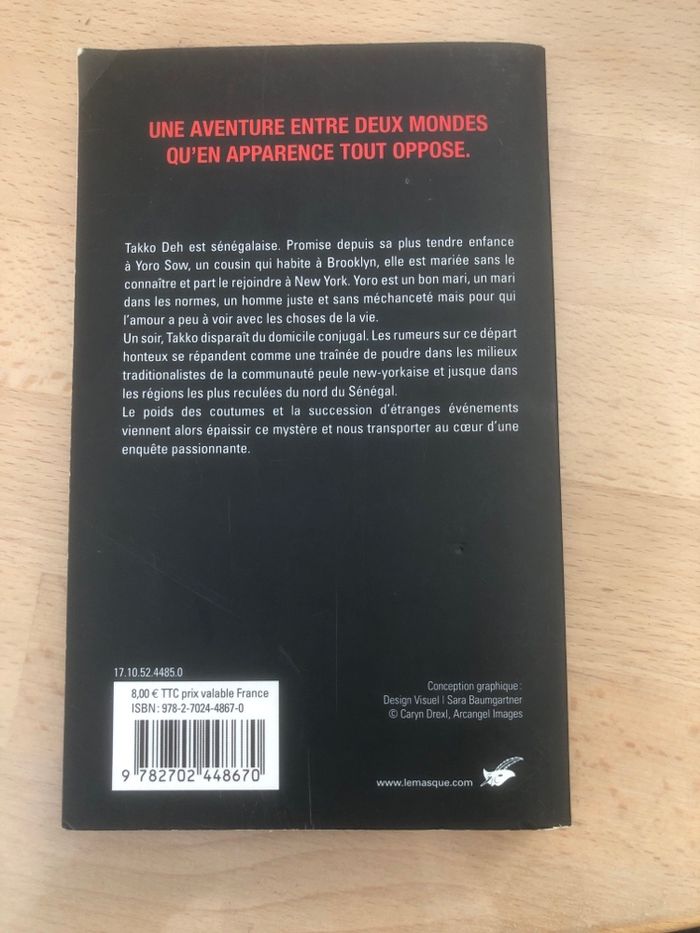 UNE AVENTURE ENTRE DEUX MONDES
QU'EN APPARENCE TOUT OPPOSE.
Takko Deh est sénégalaise. Promise depuis sa plus tendre enfance
à Yoro Sow, un cousin qui habite à Brooklyn, elle est mariée sans le
connaître et part le rejoindre à New York. Yoro est un bon mari, un mari
dans les normes, un homme juste et sans méchanceté mais pour qui
l'amour a peu à voir avec les choses de la vie.
Un soir, Takko disparaît du domicile conjugal. Les rumeurs sur ce départ
honteux se répandent comme une traînée de poudre dans les milieux
traditionalistes de la communauté peule new-yorkaise et jusque dans
les régions les plus reculées du nord du Sénégal.
Le poids des coutumes et la succession d'étranges événements
viennent alors épaissir ce mystère et nous transporter au cœur d'une
enquête passionnante.
17.10.52.4485.0
8,00 € TTC prix valable France
ISBN : 978-2-7024-4867-0
9 782702 448670
Conception graphique :
Design Visuel | Sara Baumgartner
© Caryn Drexl, Arcangel Images
www.lemasque.com